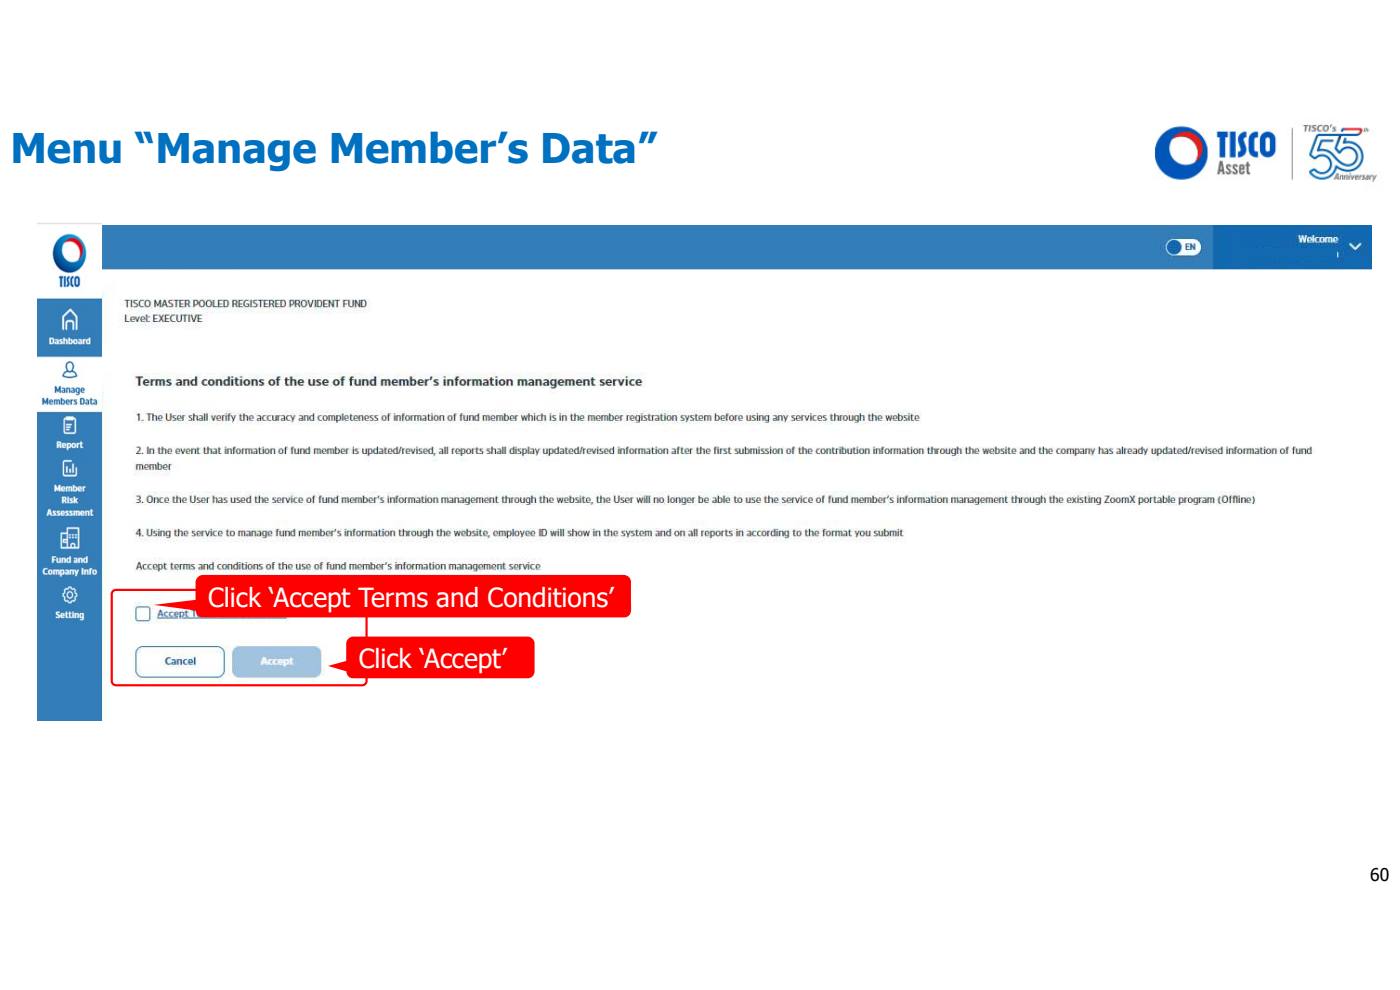 Menu “Manage Member’s Data”
TISCO
Asset
TISCO's
55th
Anniversary
TISCO
EN
Welcome
TISCO MASTER POOLED REGISTERED PROVIDENT FUND
Level: EXECUTIVE
Dashboard
Manage
Members Data
Report
Member
Risk
Assessment
Fund and
Company Info
Setting
Terms and conditions of the use of fund member's information management service
1. The User shall verify the accuracy and completeness of information of fund member which is in the member registration system before using any services through the website
2. In the event that information of fund member is updated/revised, all reports shall display updated/revised information after the first submission of the contribution information through the website and the company has already updated/revised information of fund
member
3. Once the User has used the service of fund member's information management through the website, the User will no longer be able to use the service of fund member's information management through the existing ZoomX portable program (Offline)
4. Using the service to manage fund member's information through the website, employee ID will show in the system and on all reports in according to the format you submit
Accept terms and conditions of the use of fund member's information management service
Click ‘Accept Terms and Conditions’
Accept
Cancel
Accept
Click ‘Accept’
60